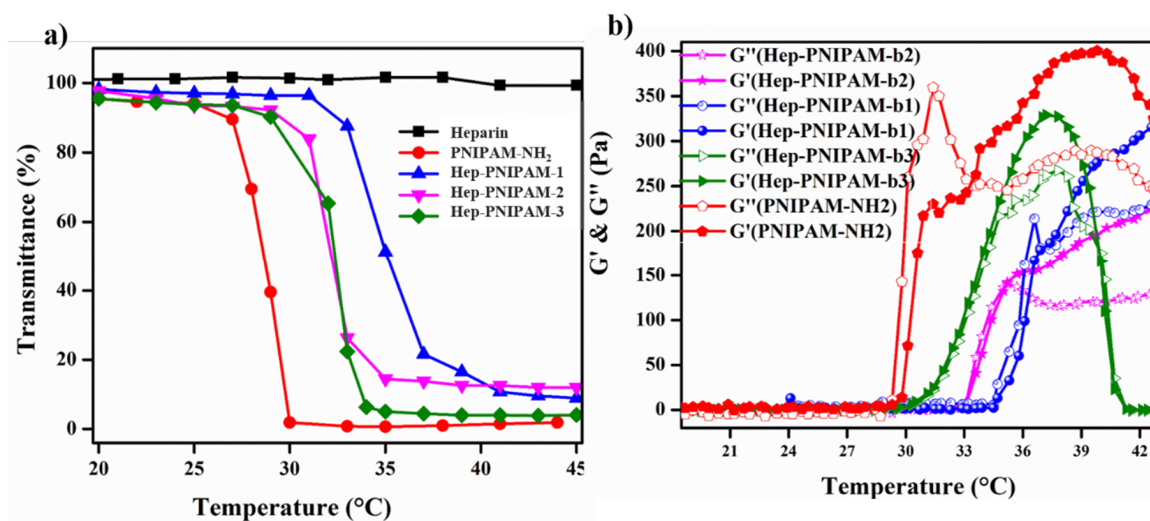 a)
Transmittance (%)
100
80
60
40
20
0
Heparin
PNIPAM-NH₂
Hep-PNIPAM-1
Hep-PNIPAM-2
Hep-PNIPAM-3
20 25 30 35 40 45
Temperature (°C)
b)
G' & G'' (Pa)
400
350
300
250
200
150
100
50
0
G''(Hep-PNIPAM-b2)
G'(Hep-PNIPAM-b2)
G''(Hep-PNIPAM-b1)
G'(Hep-PNIPAM-b1)
G''(Hep-PNIPAM-b3)
G'(Hep-PNIPAM-b3)
G''(PNIPAM-NH2)
G'(PNIPAM-NH2)
21 24 27 30 33 36 39 42
Temperature (°C)